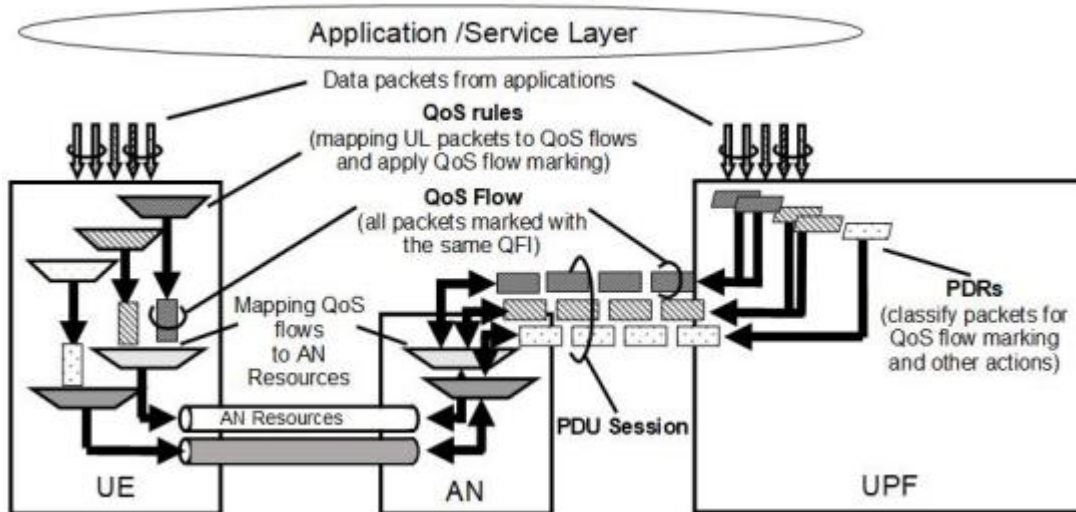 Application /Service Layer
Data packets from applications
QoS rules
(mapping UL packets to QoS flows
and apply QoS flow marking)
QoS Flow
(all packets marked with
the same QFI)
Mapping QoS
flows
to AN
Resources
PDRs
(classify packets for
QoS flow marking
and other actions)
AN Resources
PDU Session
UE
AN
UPF